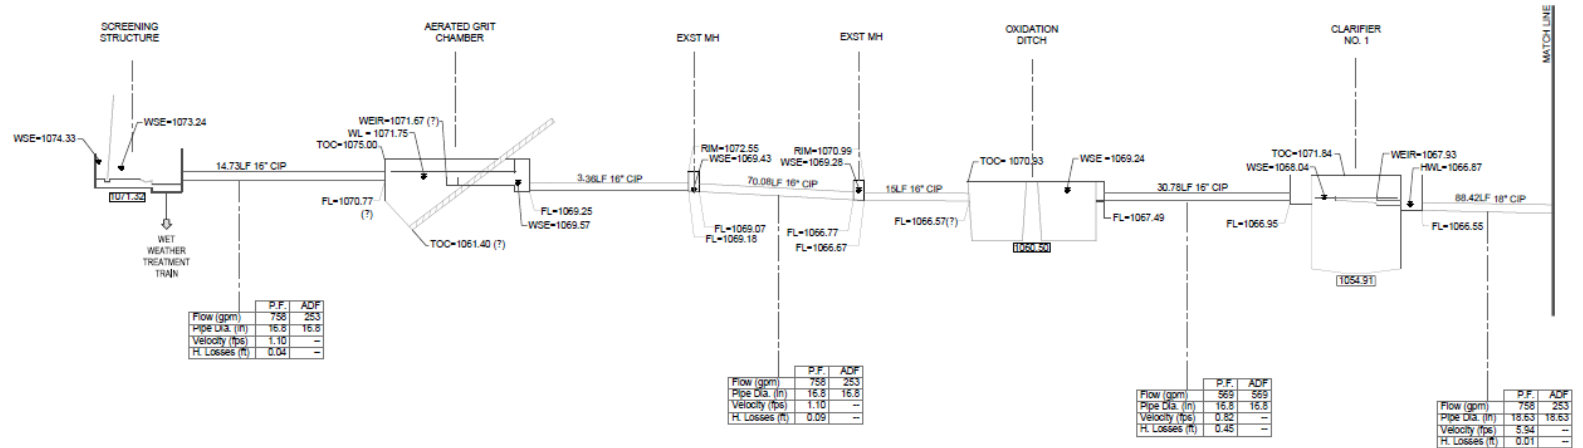 SCREENING
STRUCTURE
AERATED GRIT
CHAMBER
EXST MH
EXST MH
OXIDATION
DITCH
CLARIFIER
NO. 1
MATCH LINE
WSE=1074.33
WSE=1073.24
1071.32
WET
WEATHER
TREATMENT
TRAIN
14.73LF 16" CIP
WEIR=1071.67 (?)
WL = 1071.75
TOC=1075.00
FL=1070.77
(?)
TOC=1061.40 (?)
FL=1069.25
WSE=1069.57
3.36LF 16" CIP
RIM=1072.55
WSE=1069.43
FL=1069.07
FL=1069.18
70.08LF 16" CIP
RIM=1070.99
WSE=1069.28
FL=1066.77
FL=1066.67
15LF 16" CIP
FL=1066.57(?)
TOC= 1070.93
WSE =1069.24
1060.50
FL=1067.49
30.78LF 16" CIP
FL=1066.95
TOC=1071.84
WSE=1068.04
WEIR=1067.93
HWL=1066.87
1054.91
FL=1066.55
88.42LF 18" CIP
P.F. ADF
Flow (gpm) 758 253
Pipe Dia. (in) 16.8 16.8
Velocity (fps) 1.10 --
H. Losses (ft) 0.04 --
P.F. ADF
Flow (gpm) 758 253
Pipe Dia. (in) 16.8 16.8
Velocity (fps) 1.10 --
H. Losses (ft) 0.09 --
P.F. ADF
Flow (gpm) 569 569
Pipe Dia. (in) 16.8 16.8
Velocity (fps) 0.82 --
H. Losses (ft) 0.45 --
P.F. ADF
Flow (gpm) 758 253
Pipe Dia. (in) 18.63 18.63
Velocity (fps) 5.94 --
H. Losses (ft) 0.01 --